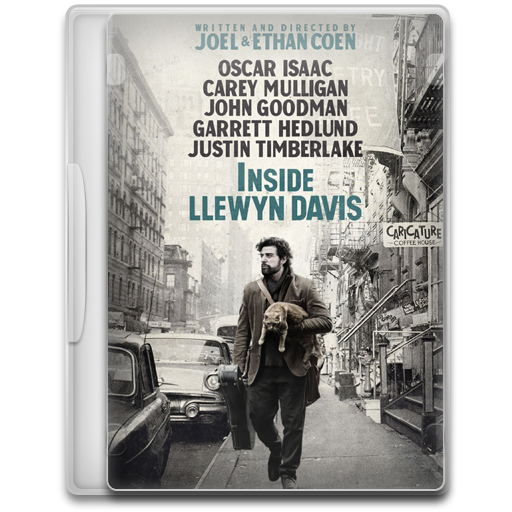 WRITTEN AND DIRECTED BY
JOEL & ETHAN COEN
OSCAR ISAAC
CAREY MULLIGAN
JOHN GOODMAN
GARRETT HEDLUND
JUSTIN TIMBERLAKE
INSIDE
LLEWYN DAVIS
CARICATURE
COFFEE HOUSE